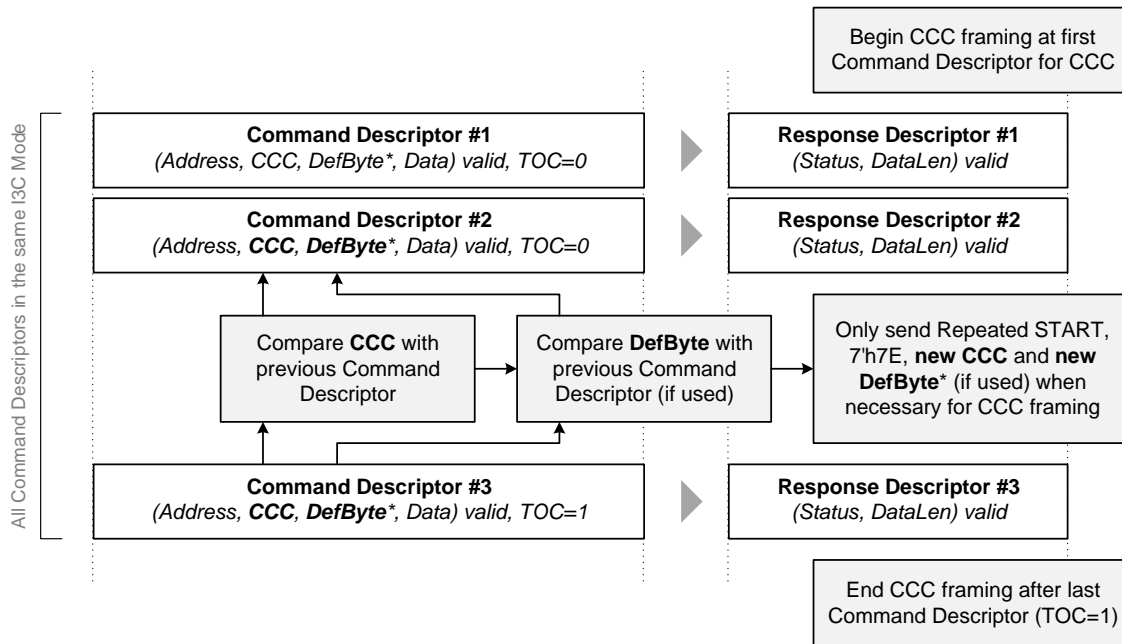 Begin CCC framing at first
Command Descriptor for CCC
All Command Descriptors in the same I3C Mode
Command Descriptor #1
(Address, CCC, DefByte*, Data) valid, TOC=0
Response Descriptor #1
(Status, DataLen) valid
Command Descriptor #2
(Address, CCC, DefByte*, Data) valid, TOC=0
Response Descriptor #2
(Status, DataLen) valid
Compare CCC with
previous Command
Descriptor
Compare DefByte with
previous Command
Descriptor (if used)
Only send Repeated START,
7'h7E, new CCC and new
DefByte* (if used) when
necessary for CCC framing
Command Descriptor #3
(Address, CCC, DefByte*, Data) valid, TOC=1
Response Descriptor #3
(Status, DataLen) valid
End CCC framing after last
Command Descriptor (TOC=1)